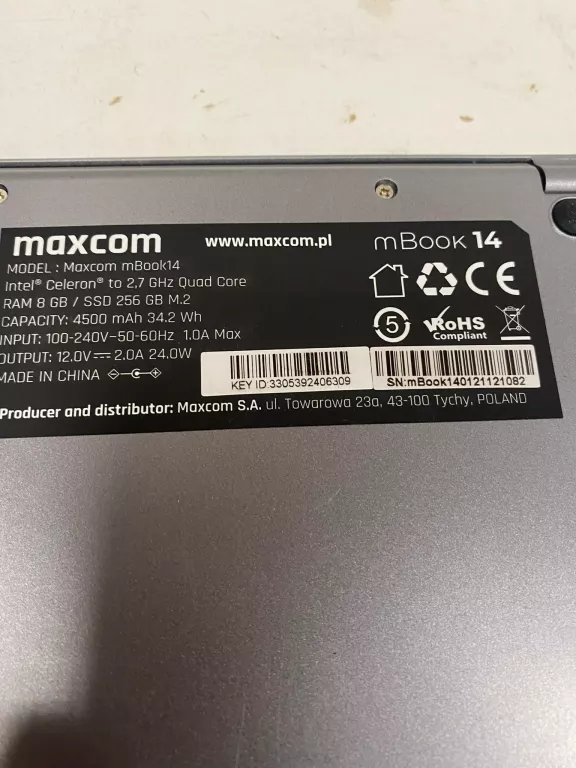 maxcom www.maxcom.pl mBook 14
MODEL : Maxcom mBook14
Intel® Celeron® to 2,7 GHz Quad Core
RAM 8 GB / SSD 256 GB M.2
CAPACITY: 4500 mAh 34.2 Wh
INPUT: 100-240V~50-60Hz 1.0A Max
OUTPUT: 12.0V⎓2.0A 24.0W
MADE IN CHINA
CE
5
RoHS
Compliant
KEY ID:3305392406309
SN:mBook140121121082
Producer and distributor: Maxcom S.A. ul. Towarowa 23a, 43-100 Tychy, POLAND